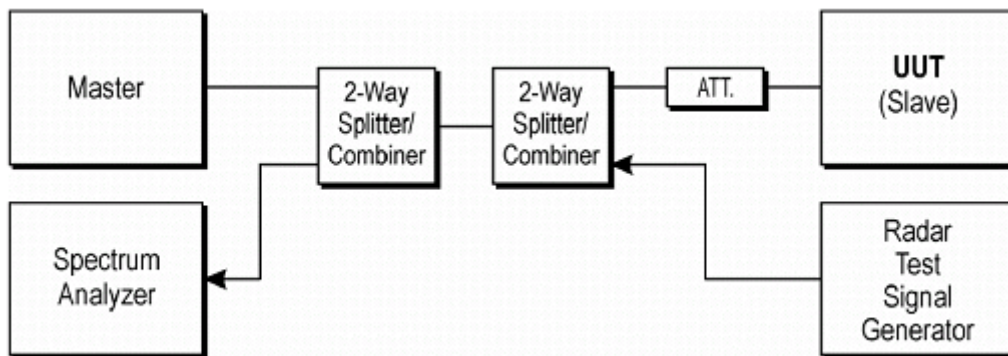 Master
2-Way
Splitter/
Combiner
2-Way
Splitter/
Combiner
ATT.
UUT
(Slave)
Spectrum
Analyzer
Radar
Test
Signal
Generator